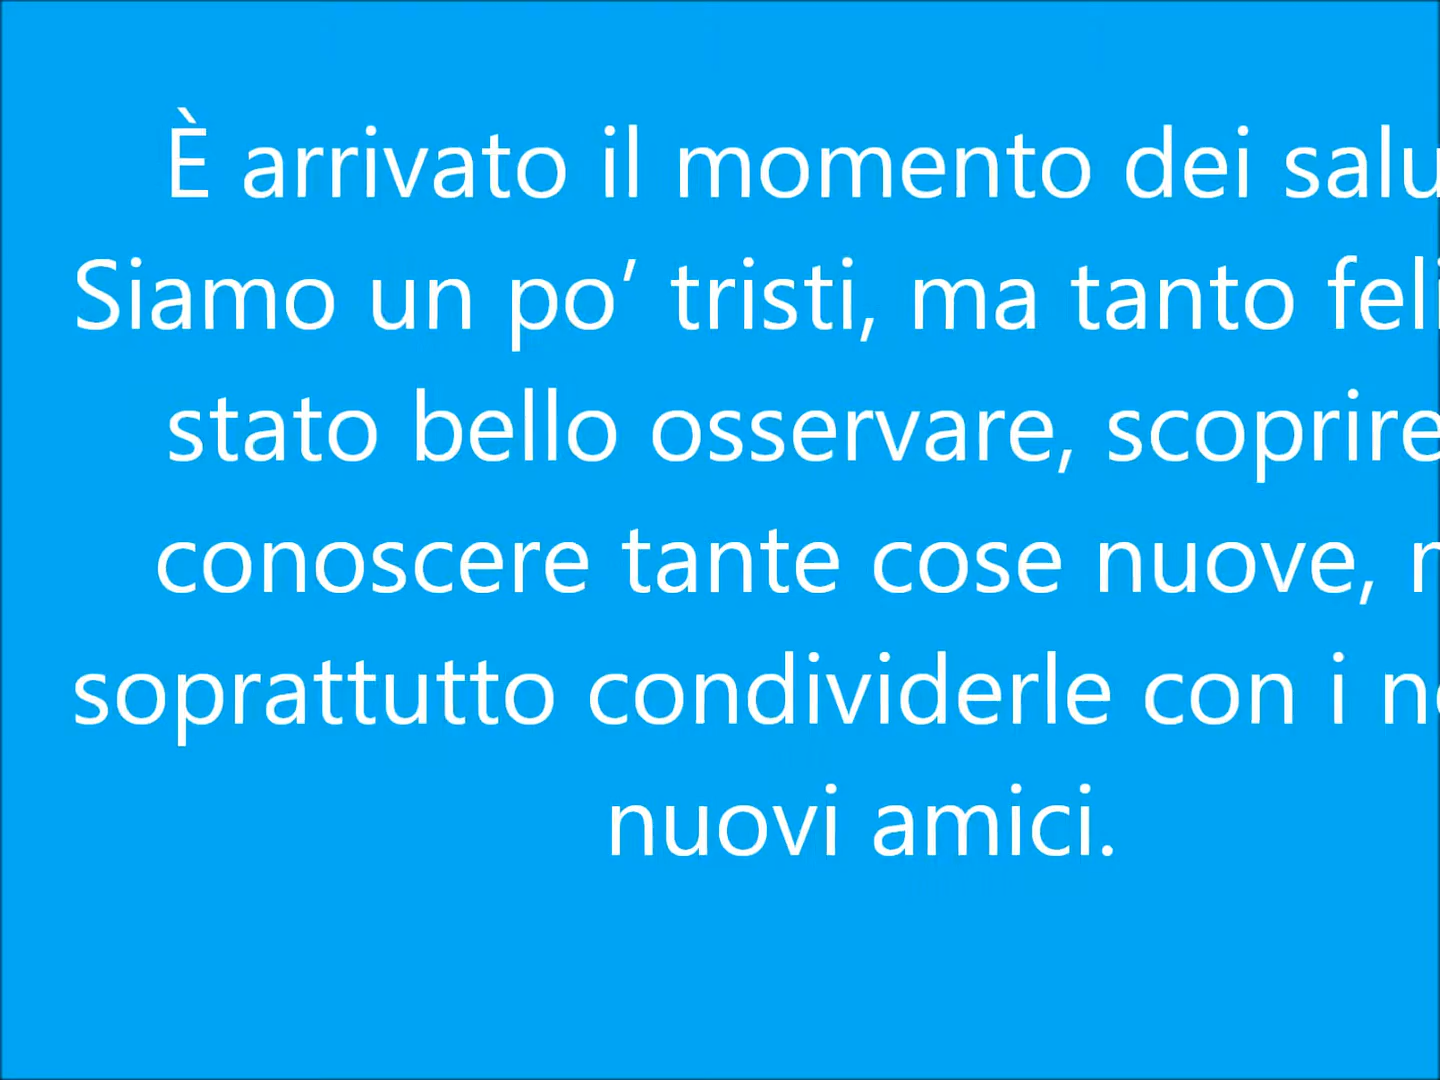 È arrivato il momento dei
Siamo un po’ tristi, ma tanto
stato bello osservare, scoprire
conoscere tante cose nuove,
soprattutto condividerle con i
nuovi amici.